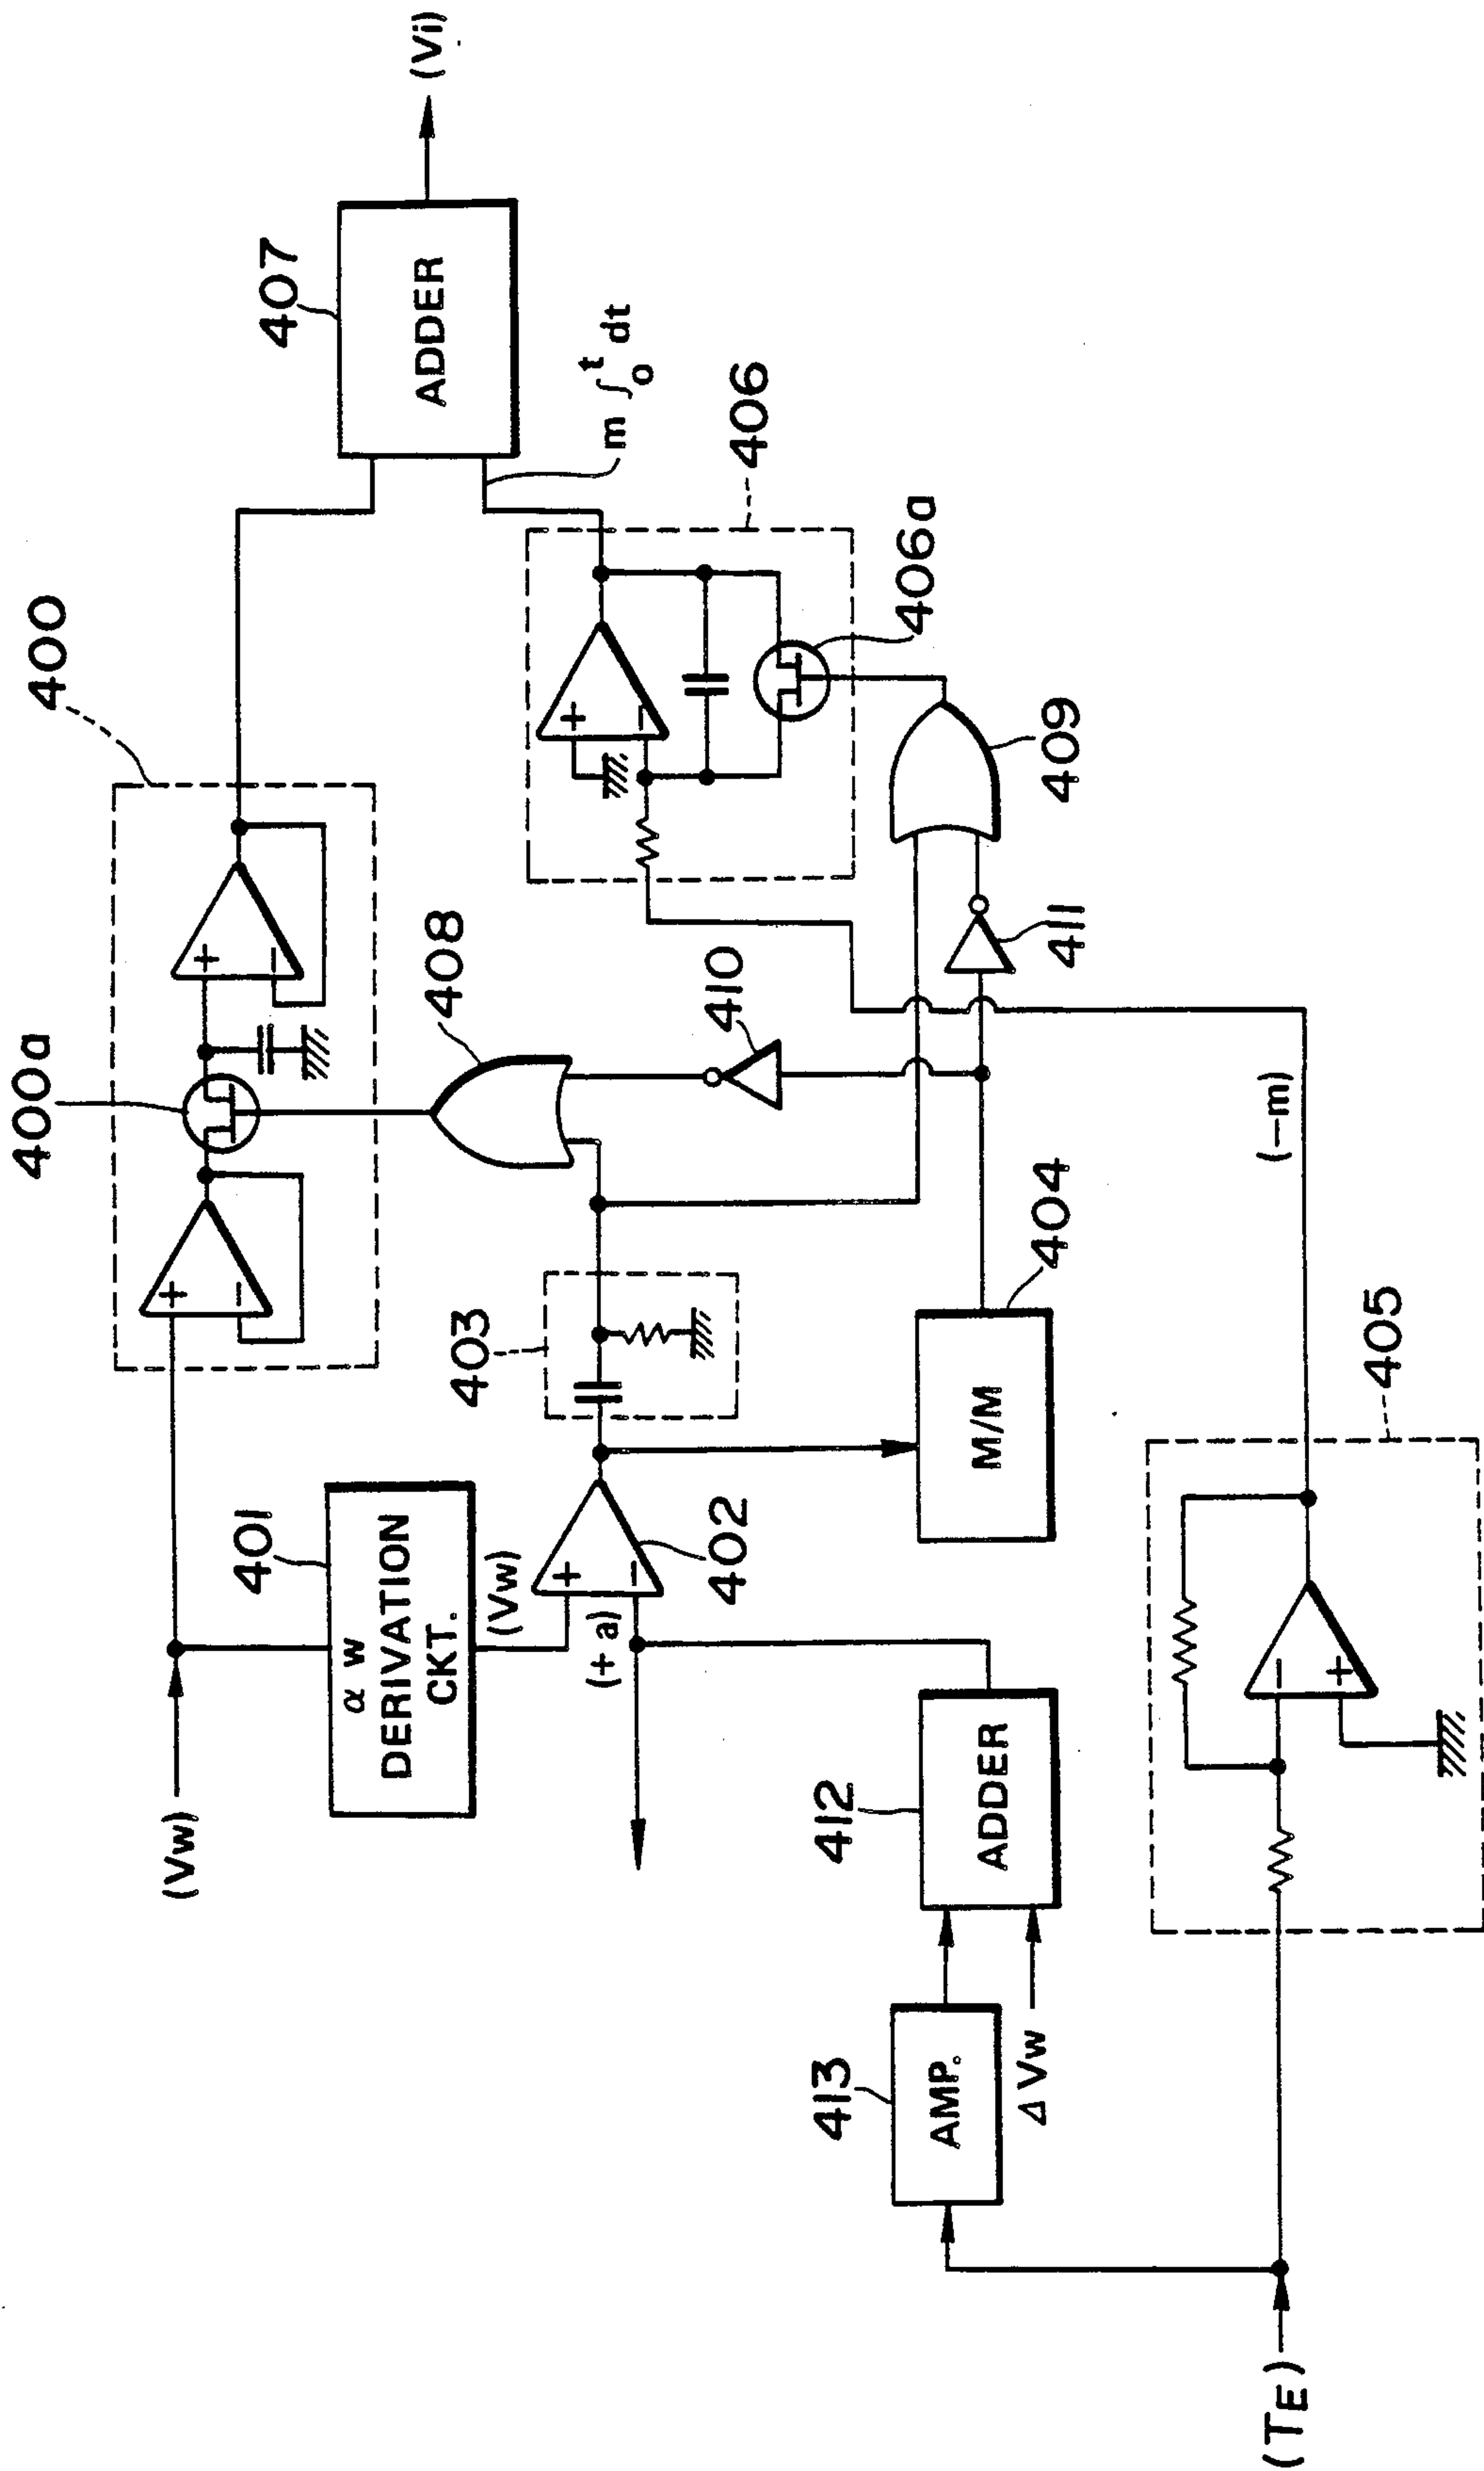 (Vw)
401
α w
DERIVATION
CKT.
(Vw)
(+ a)
+
−
402
400
400a
+
−
+
−
403
408
410
404
M/M
407
ADDER
(Vi)
m ∫₀ᵗ dt
406
+
−
406a
409
411
413
AMP.
ΔVw
412
ADDER
(TE)
405
−
+
(−m)